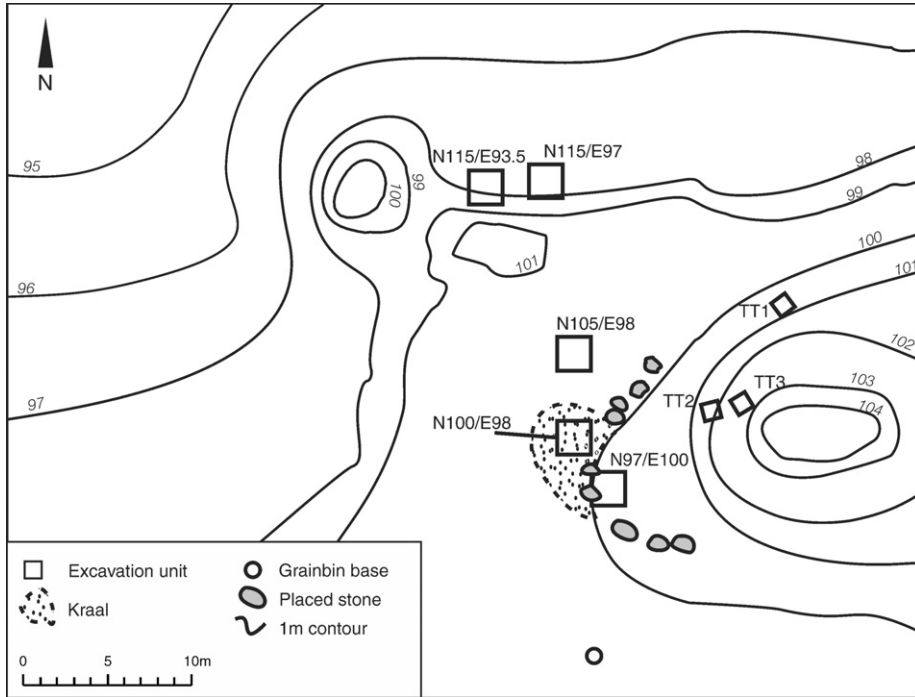 N
95
96
97
98
99
100
101
N115/E93.5
N115/E97
99
100
101
N105/E98
TT1
102
103
104
TT2
TT3
N100/E98
N97/E100
Excavation unit
Kraal
Grainbin base
Placed stone
1m contour
0 5 10m